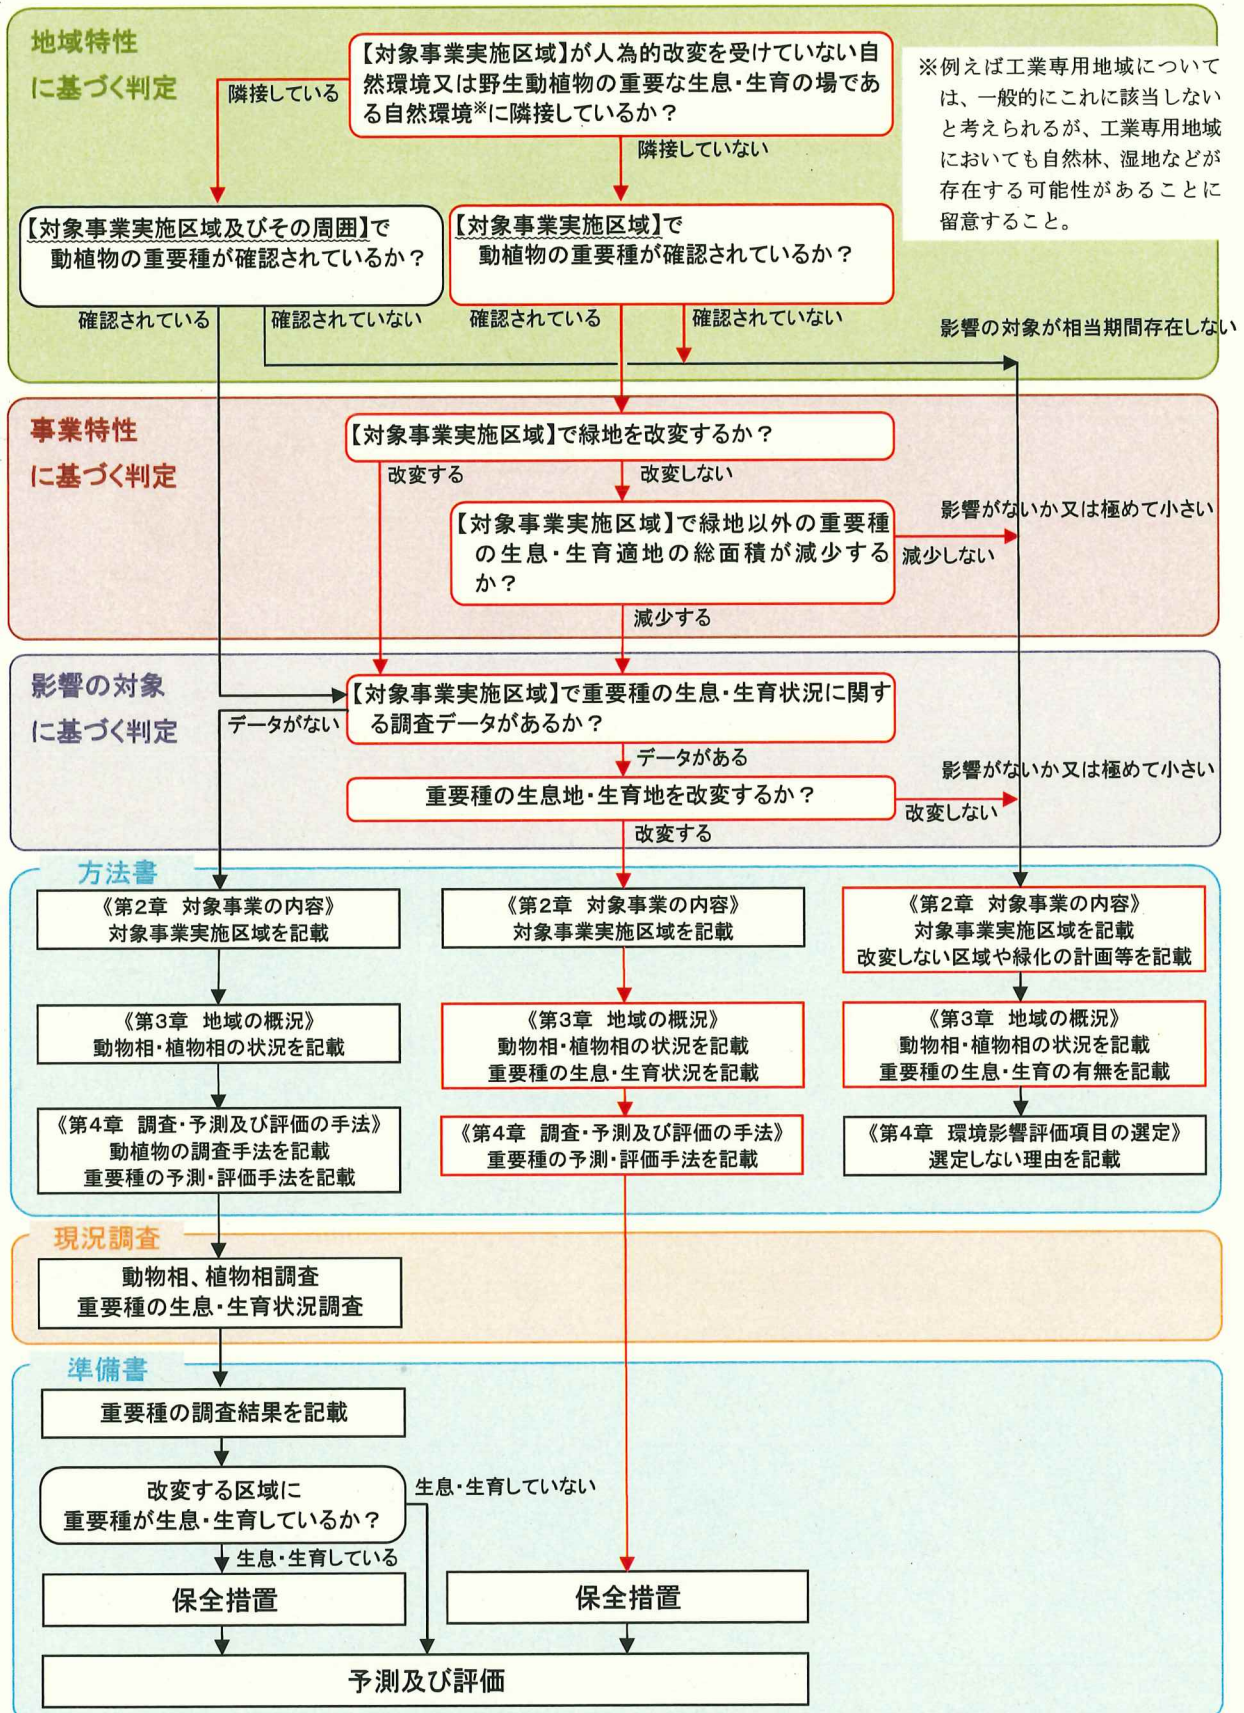 地域特性
に基づく判定
【対象事業実施区域】が人為的改変を受けていない自
然環境又は野生動植物の重要な生息・生育の場であ
る自然環境※に隣接しているか？
※例えば工業専用地域について
は、一般的にこれに該当しない
と考えられるが、工業専用地域
においても自然林、湿地などが
存在する可能性があることに
留意すること。
隣接している
隣接していない
【対象事業実施区域及びその周囲】で
動植物の重要種が確認されているか？
【対象事業実施区域】で
動植物の重要種が確認されているか？
確認されている
確認されていない
確認されている
確認されていない
影響の対象が相当期間存在しない
事業特性
に基づく判定
【対象事業実施区域】で緑地を改変するか？
改変する
改変しない
【対象事業実施区域】で緑地以外の重要種
の生息・生育適地の総面積が減少する
か？
影響がないか又は極めて小さい
減少しない
減少する
影響の対象
に基づく判定
【対象事業実施区域】で重要種の生息・生育状況に関す
る調査データがあるか？
データがない
データがある
影響がないか又は極めて小さい
重要種の生息地・生育地を改変するか？
改変しない
改変する
方法書
《第2章 対象事業の内容》
対象事業実施区域を記載
《第2章 対象事業の内容》
対象事業実施区域を記載
《第2章 対象事業の内容》
対象事業実施区域を記載
改変しない区域や緑化の計画等を記載
《第3章 地域の概況》
動物相・植物相の状況を記載
《第3章 地域の概況》
動物相・植物相の状況を記載
重要種の生息・生育状況を記載
《第3章 地域の概況》
動物相・植物相の状況を記載
重要種の生息・生育の有無を記載
《第4章 調査・予測及び評価の手法》
動植物の調査手法を記載
重要種の予測・評価手法を記載
《第4章 調査・予測及び評価の手法》
重要種の予測・評価手法を記載
《第4章 環境影響評価項目の選定》
選定しない理由を記載
現況調査
動物相、植物相調査
重要種の生息・生育状況調査
準備書
重要種の調査結果を記載
改変する区域に
重要種が生息・生育しているか？
生息・生育していない
生息・生育している
保全措置
保全措置
予測及び評価